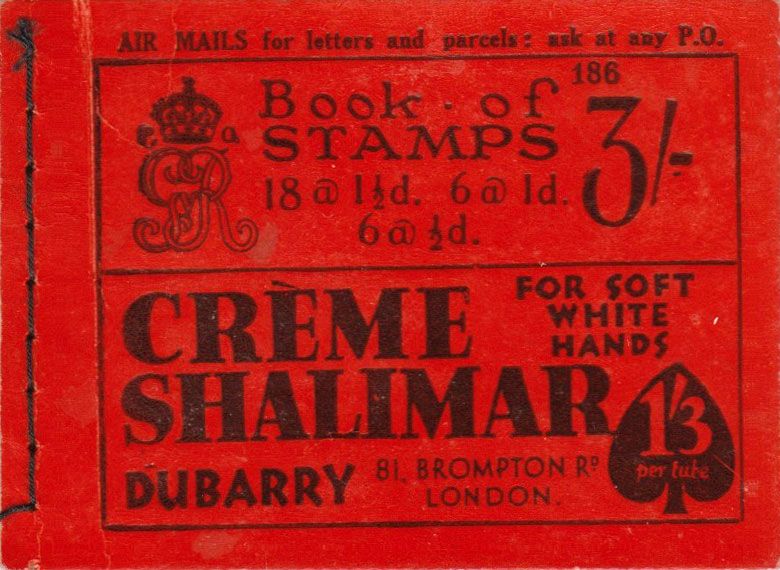 AIR MAILS for letters and parcels: ask at any P.O.
186
Book · of
STAMPS
3/-
18 @ 1½d. 6 @ 1d.
6 @ ½d.
GR
CRÈME
SHALIMAR
FOR SOFT
WHITE
HANDS
1/3
per tube
DUBARRY
81, BROMPTON Rᴰ
LONDON.